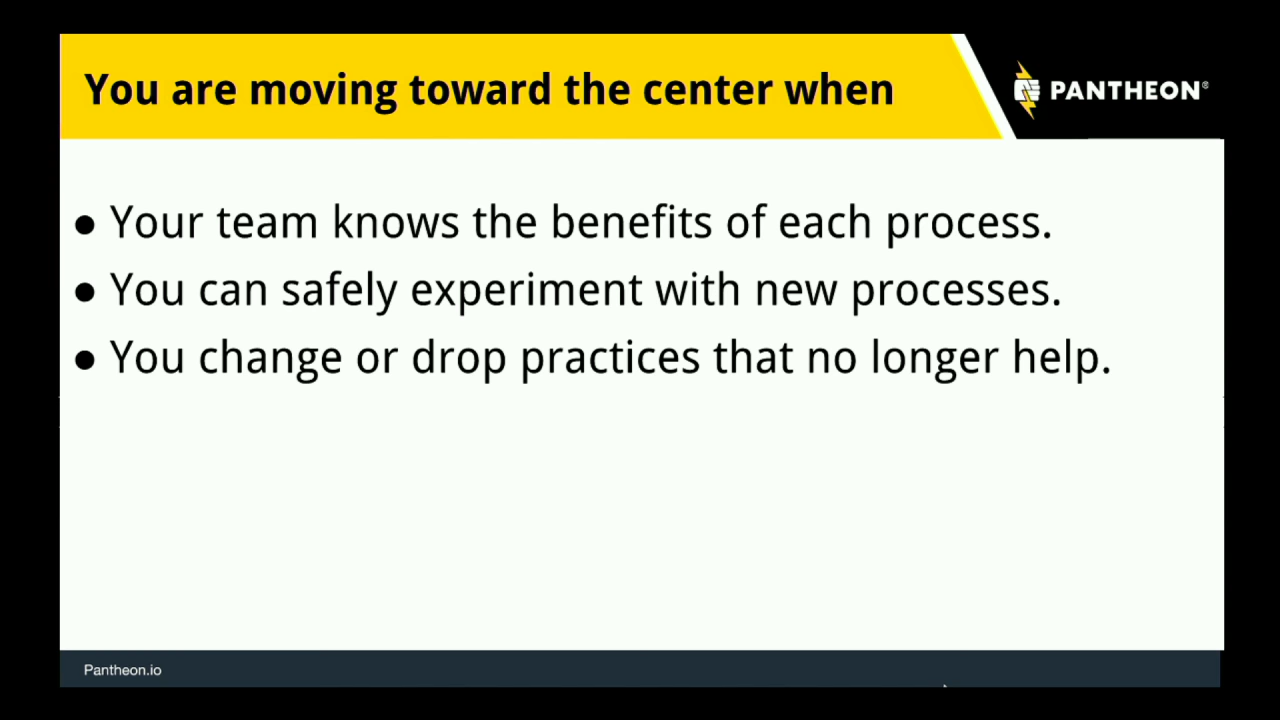 You are moving toward the center when
PANTHEON®
● Your team knows the benefits of each process.
● You can safely experiment with new processes.
● You change or drop practices that no longer help.
Pantheon.io